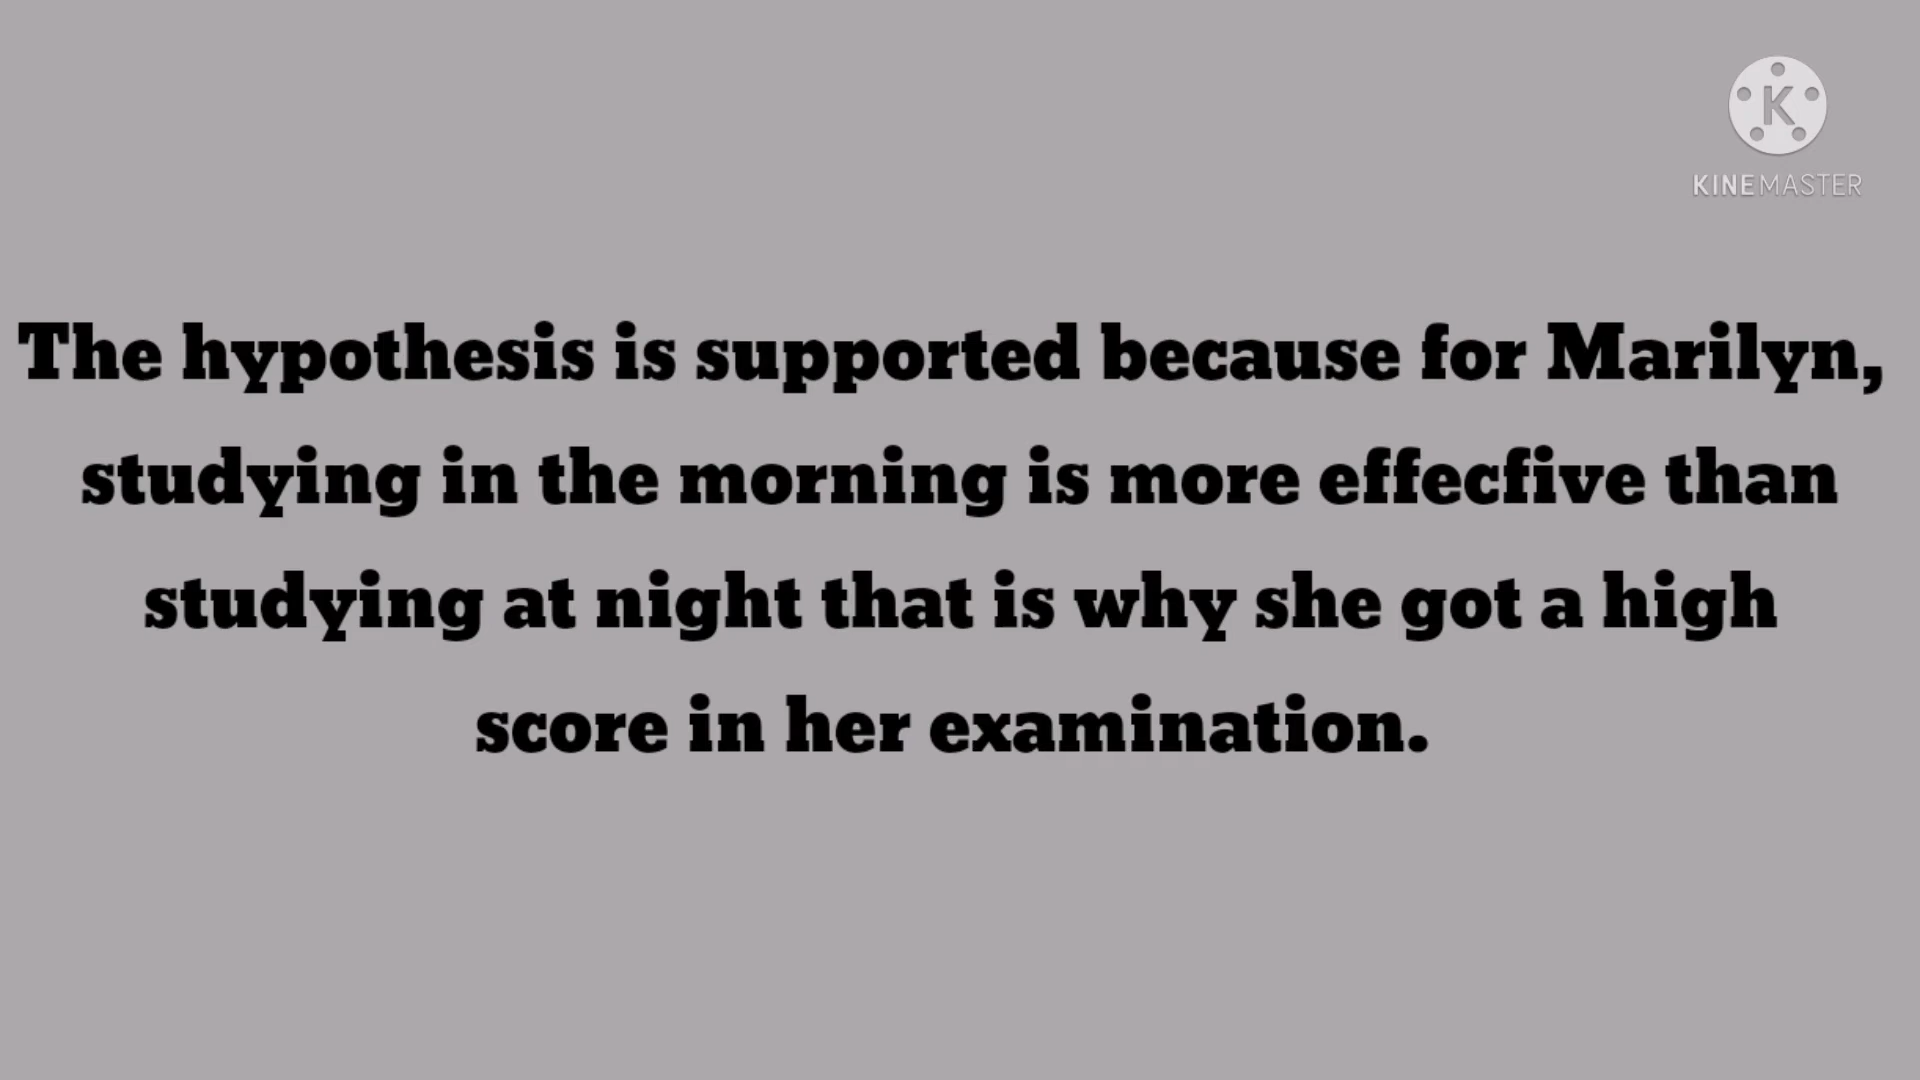 K
KINEMASTER
The hypothesis is supported because for Marilyn,
studying in the morning is more effecfive than
studying at night that is why she got a high
score in her examination.